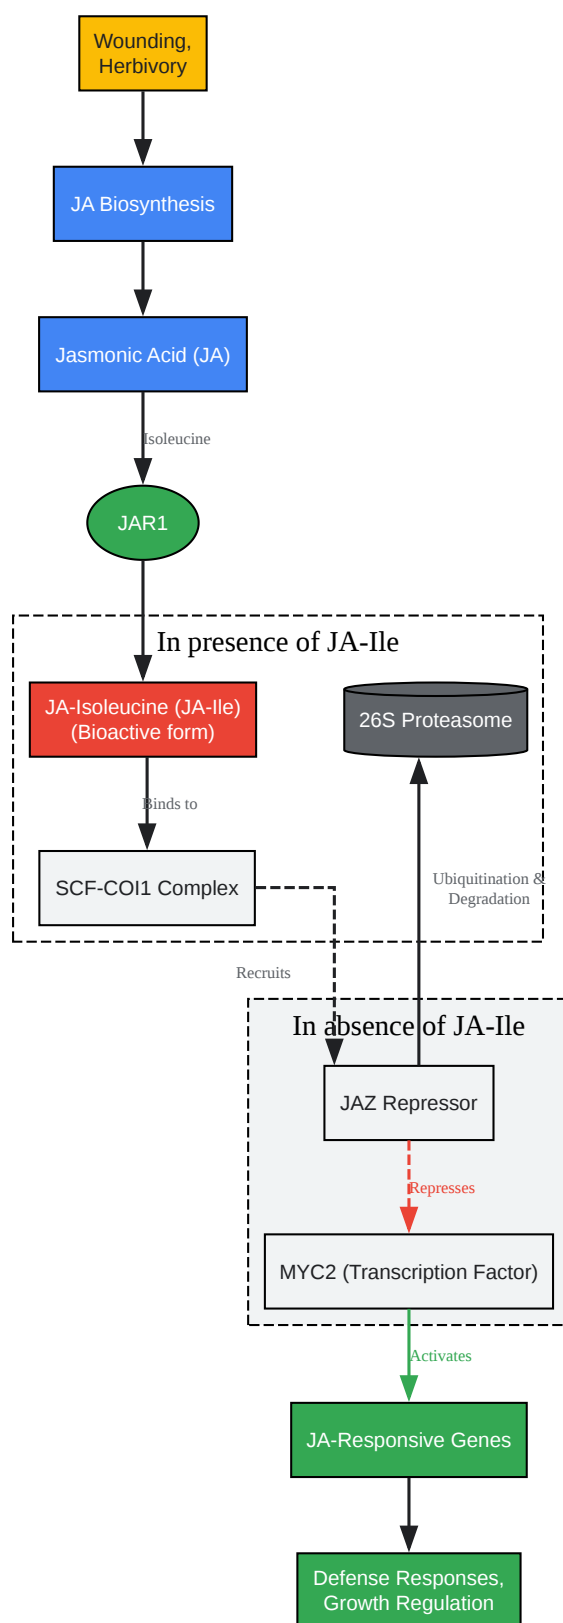 Wounding,
Herbivory
JA Biosynthesis
Jasmonic Acid (JA)
Isoleucine
JAR1
In presence of JA-Ile
JA-Isoleucine (JA-Ile)
(Bioactive form)
26S Proteasome
Binds to
SCF-COI1 Complex
Ubiquitination &
Degradation
Recruits
In absence of JA-Ile
JAZ Repressor
Represses
MYC2 (Transcription Factor)
Activates
JA-Responsive Genes
Defense Responses,
Growth Regulation